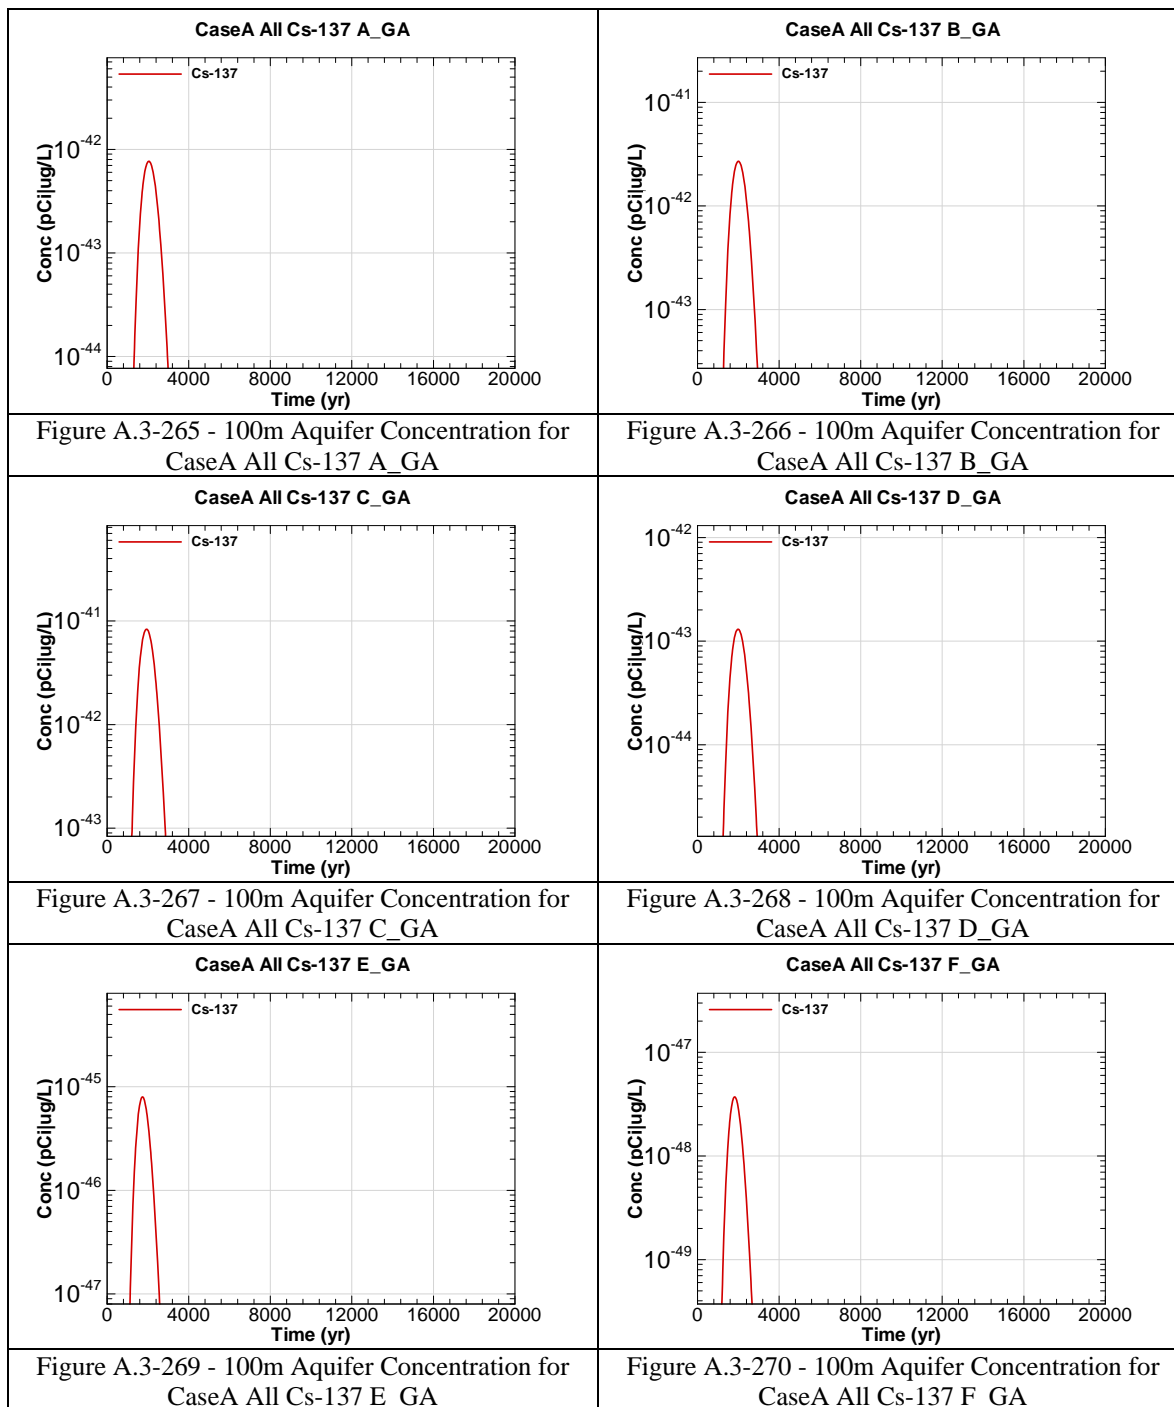 CaseA All Cs-137 A_GA
Cs-137
10^-42
10^-43
10^-44
Conc (pCi|ug/L)
0 4000 8000 12000 16000 20000
Time (yr)
Figure A.3-265 - 100m Aquifer Concentration for
CaseA All Cs-137 A_GA
CaseA All Cs-137 B_GA
Cs-137
10^-41
10^-42
10^-43
Conc (pCi|ug/L)
0 4000 8000 12000 16000 20000
Time (yr)
Figure A.3-266 - 100m Aquifer Concentration for
CaseA All Cs-137 B_GA
CaseA All Cs-137 C_GA
Cs-137
10^-41
10^-42
10^-43
Conc (pCi|ug/L)
0 4000 8000 12000 16000 20000
Time (yr)
Figure A.3-267 - 100m Aquifer Concentration for
CaseA All Cs-137 C_GA
CaseA All Cs-137 D_GA
Cs-137
10^-42
10^-43
10^-44
Conc (pCi|ug/L)
0 4000 8000 12000 16000 20000
Time (yr)
Figure A.3-268 - 100m Aquifer Concentration for
CaseA All Cs-137 D_GA
CaseA All Cs-137 E_GA
Cs-137
10^-45
10^-46
10^-47
Conc (pCi|ug/L)
0 4000 8000 12000 16000 20000
Time (yr)
Figure A.3-269 - 100m Aquifer Concentration for
CaseA All Cs-137 E_GA
CaseA All Cs-137 F_GA
Cs-137
10^-47
10^-48
10^-49
Conc (pCi|ug/L)
0 4000 8000 12000 16000 20000
Time (yr)
Figure A.3-270 - 100m Aquifer Concentration for
CaseA All Cs-137 F_GA